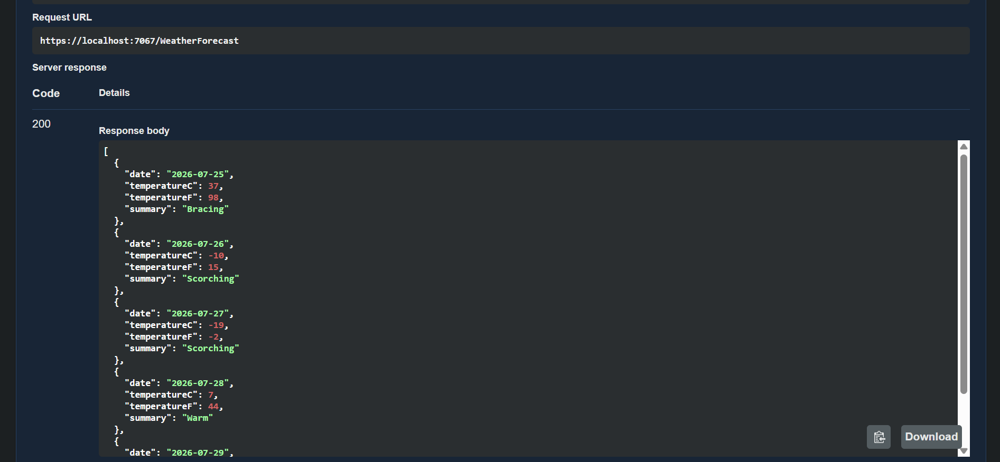 Request URL
https://localhost:7067/WeatherForecast
Server response
Code Details
200
Response body
[
  {
    "date": "2026-07-25",
    "temperatureC": 37,
    "temperatureF": 98,
    "summary": "Bracing"
  },
  {
    "date": "2026-07-26",
    "temperatureC": -10,
    "temperatureF": 15,
    "summary": "Scorching"
  },
  {
    "date": "2026-07-27",
    "temperatureC": -19,
    "temperatureF": -2,
    "summary": "Scorching"
  },
  {
    "date": "2026-07-28",
    "temperatureC": 7,
    "temperatureF": 44,
    "summary": "Warm"
  },
  {
    "date": "2026-07-29",
Download